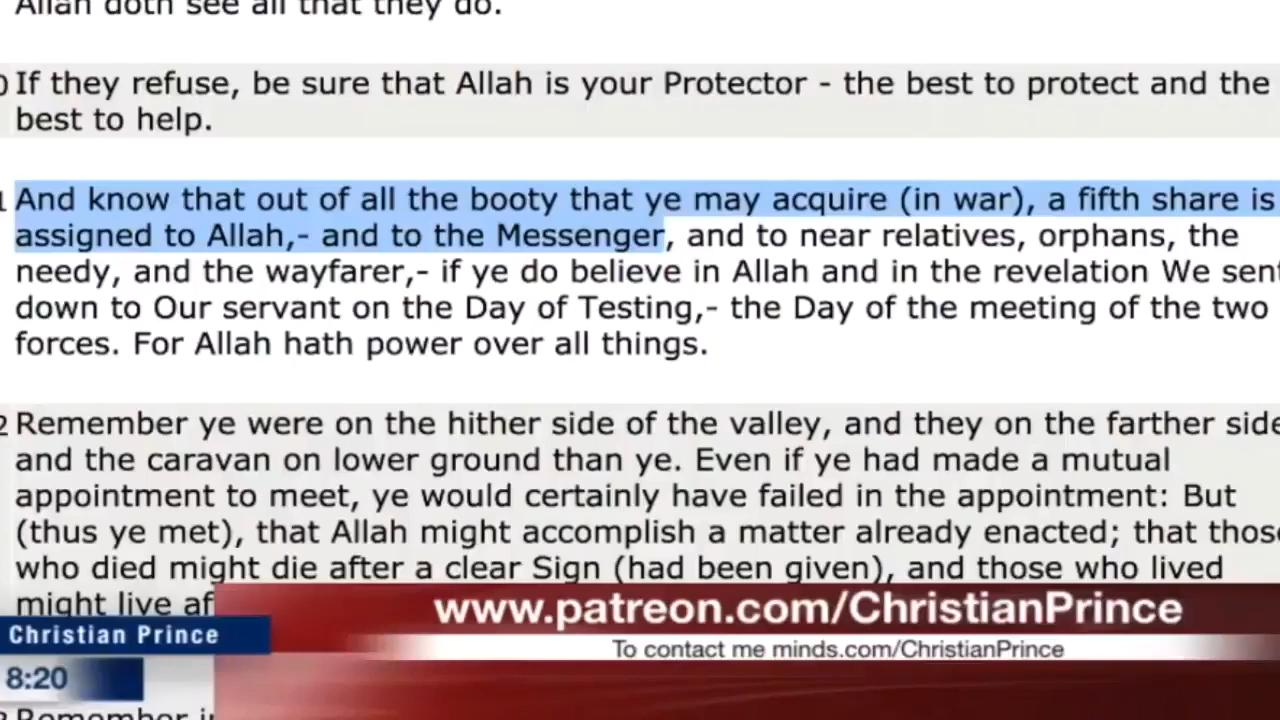 Allah doth see all that they do.
0 If they refuse, be sure that Allah is your Protector - the best to protect and the
best to help.
1 And know that out of all the booty that ye may acquire (in war), a fifth share is
assigned to Allah,- and to the Messenger, and to near relatives, orphans, the
needy, and the wayfarer,- if ye do believe in Allah and in the revelation We sent
down to Our servant on the Day of Testing,- the Day of the meeting of the two
forces. For Allah hath power over all things.
2 Remember ye were on the hither side of the valley, and they on the farther side
and the caravan on lower ground than ye. Even if ye had made a mutual
appointment to meet, ye would certainly have failed in the appointment: But
(thus ye met), that Allah might accomplish a matter already enacted; that those
who died might die after a clear Sign (had been given), and those who lived
might live af
www.patreon.com/ChristianPrince
Christian Prince
To contact me minds.com/ChristianPrince
8:20
Remember